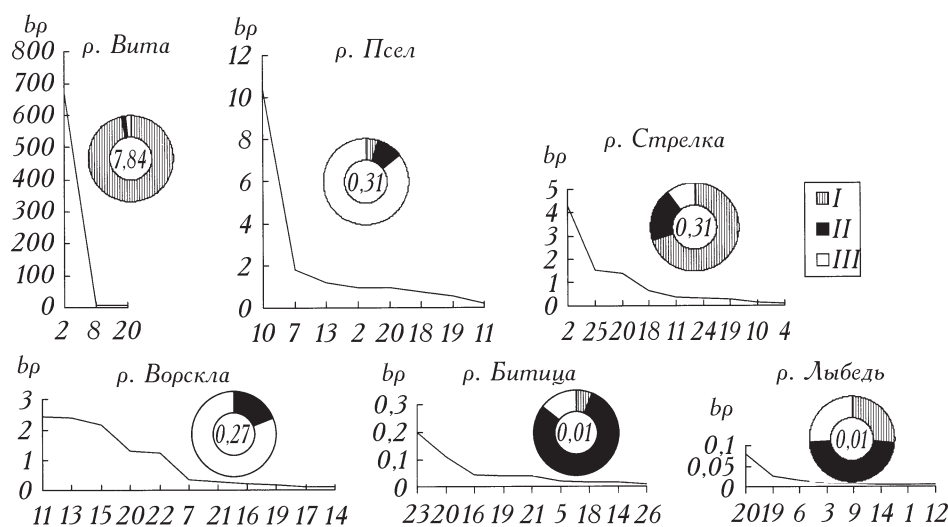 bρ
р. Вита
800
700
600
500
400
300
200
100
0
7,84
2 8 20
bρ
р. Псел
12
10
8
6
4
2
0
0,31
10 7 13 2 20 18 19 11
bρ
р. Стрелка
5
4
3
2
1
0
0,31
2 25 20 18 11 24 19 10 4
I
II
III
bρ
р. Ворскла
3
2
1
0
0,27
11 13 15 20 22 7 21 16 19 17 14
bρ
р. Битица
0,3
0,2
0,1
0
0,01
23 20 16 19 21 5 18 14 26
bρ
р. Лыбедь
0,1
0,05
0
0,01
20 19 6 3 9 14 1 12